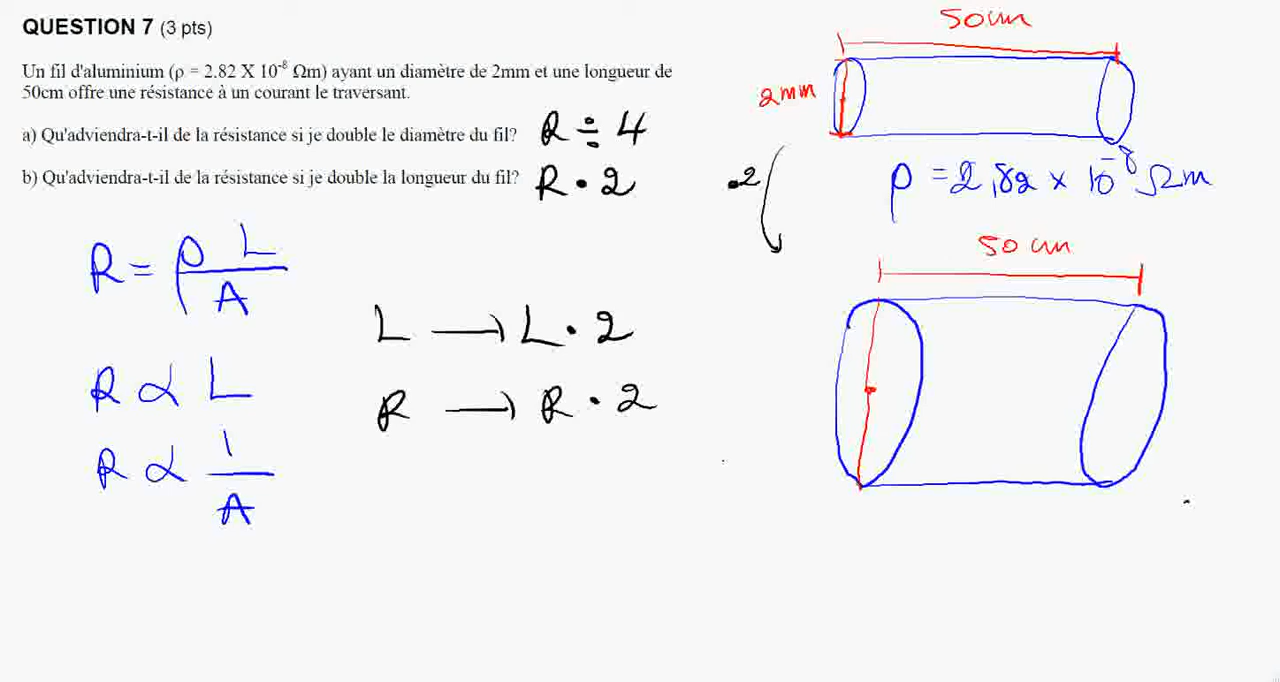 QUESTION 7 (3 pts)
Un fil d'aluminium (ρ = 2.82 X 10⁻⁸ Ωm) ayant un diamètre de 2mm et une longueur de
50cm offre une résistance à un courant le traversant.
a) Qu'adviendra-t-il de la résistance si je double le diamètre du fil? R ÷ 4
b) Qu'adviendra-t-il de la résistance si je double la longueur du fil? R • 2
R = ρ L/A
R ∝ L
R ∝ 1/A
L → L • 2
R → R • 2
50cm
2mm
•2
ρ = 2,82 × 10⁻⁸ Ωm
50 cm